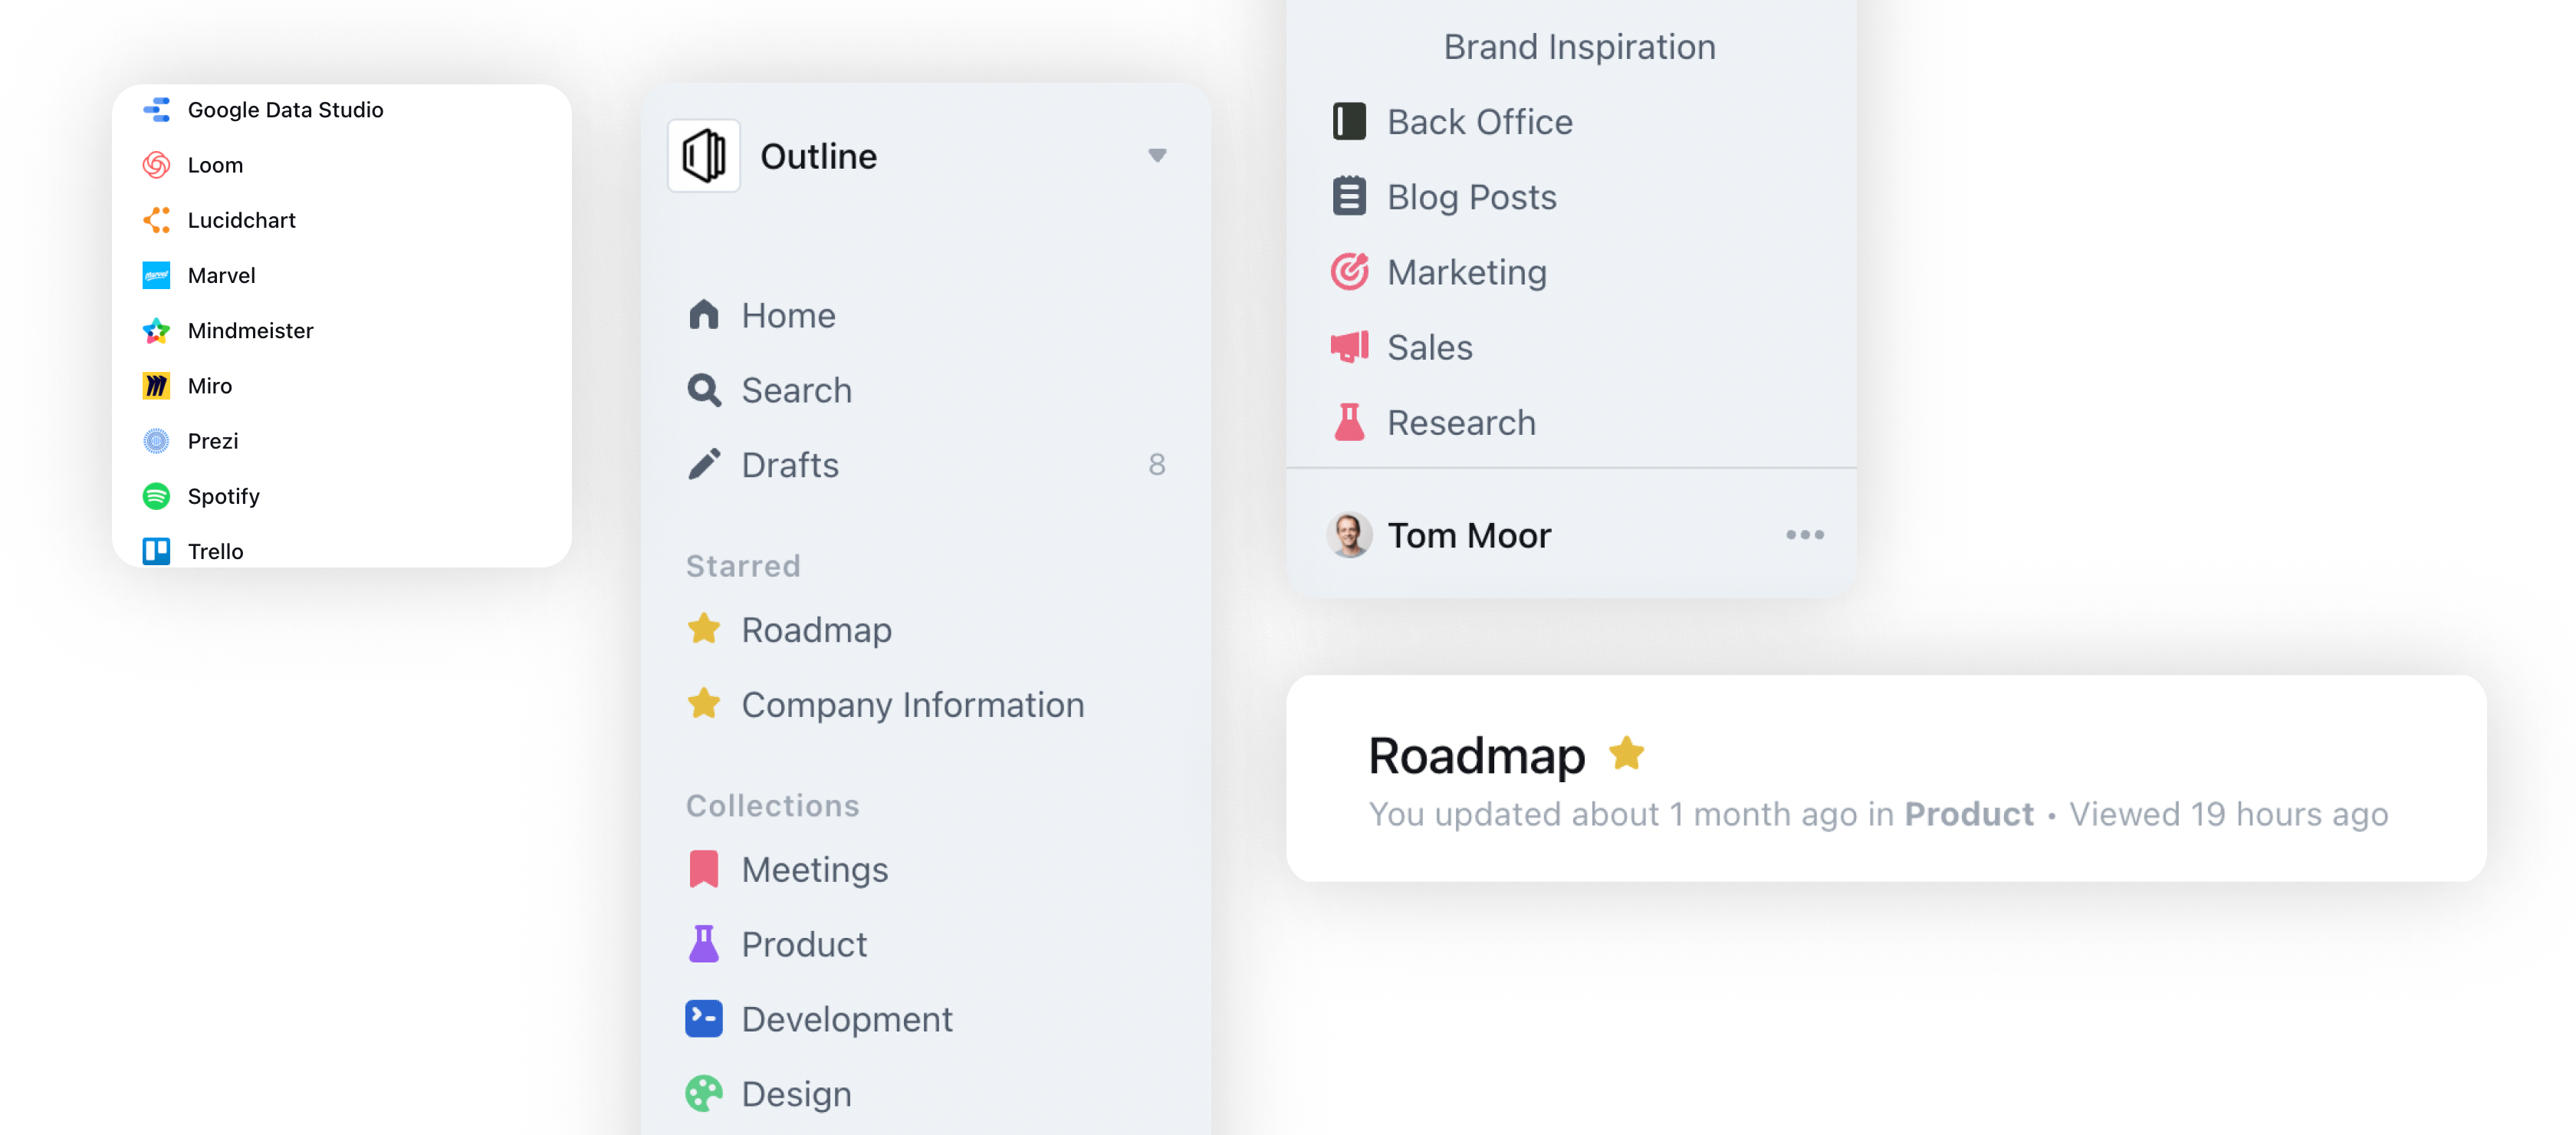 Google Data Studio
Loom
Lucidchart
Marvel
Mindmeister
Miro
Prezi
Spotify
Trello
Outline
Home
Search
Drafts 8
Starred
Roadmap
Company Information
Collections
Meetings
Product
Development
Design
Brand Inspiration
Back Office
Blog Posts
Marketing
Sales
Research
Tom Moor
Roadmap
You updated about 1 month ago in Product • Viewed 19 hours ago